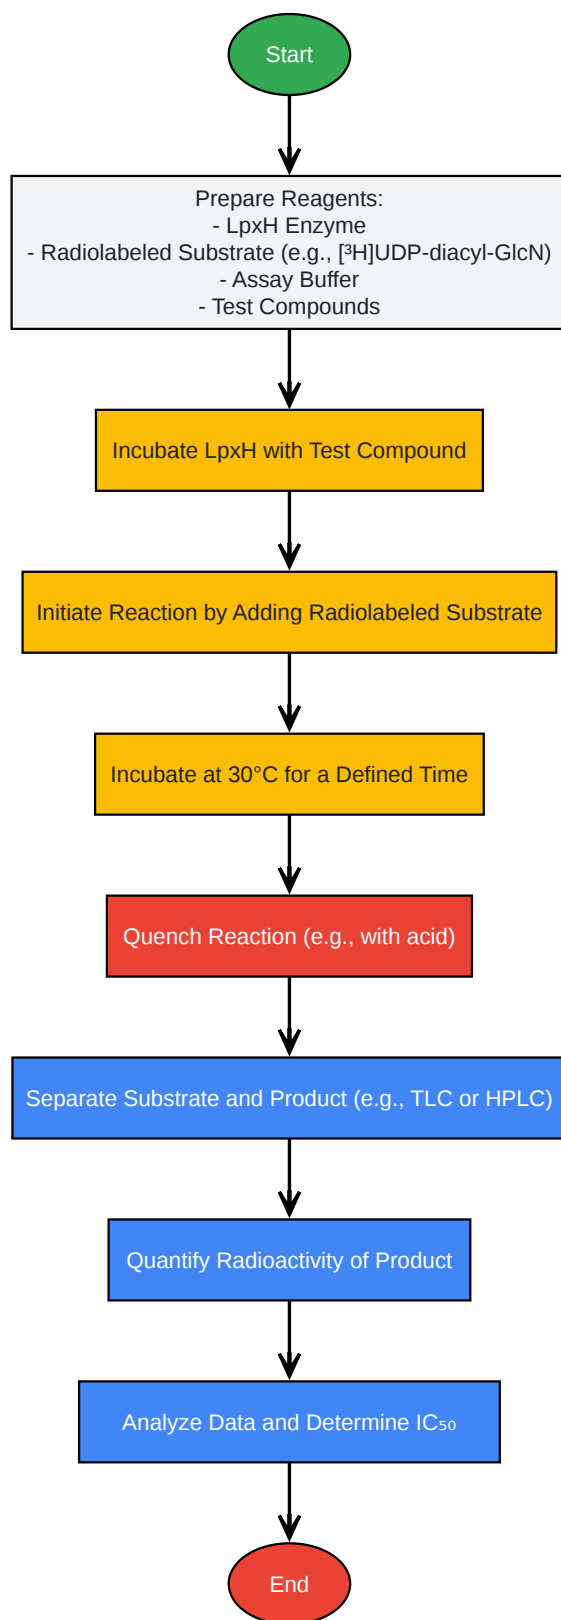 Start
Prepare Reagents:
- LpxH Enzyme
- Radiolabeled Substrate (e.g., [³H]UDP-diacyl-GlcN)
- Assay Buffer
- Test Compounds
Incubate LpxH with Test Compound
Initiate Reaction by Adding Radiolabeled Substrate
Incubate at 30°C for a Defined Time
Quench Reaction (e.g., with acid)
Separate Substrate and Product (e.g., TLC or HPLC)
Quantify Radioactivity of Product
Analyze Data and Determine IC₅₀
End